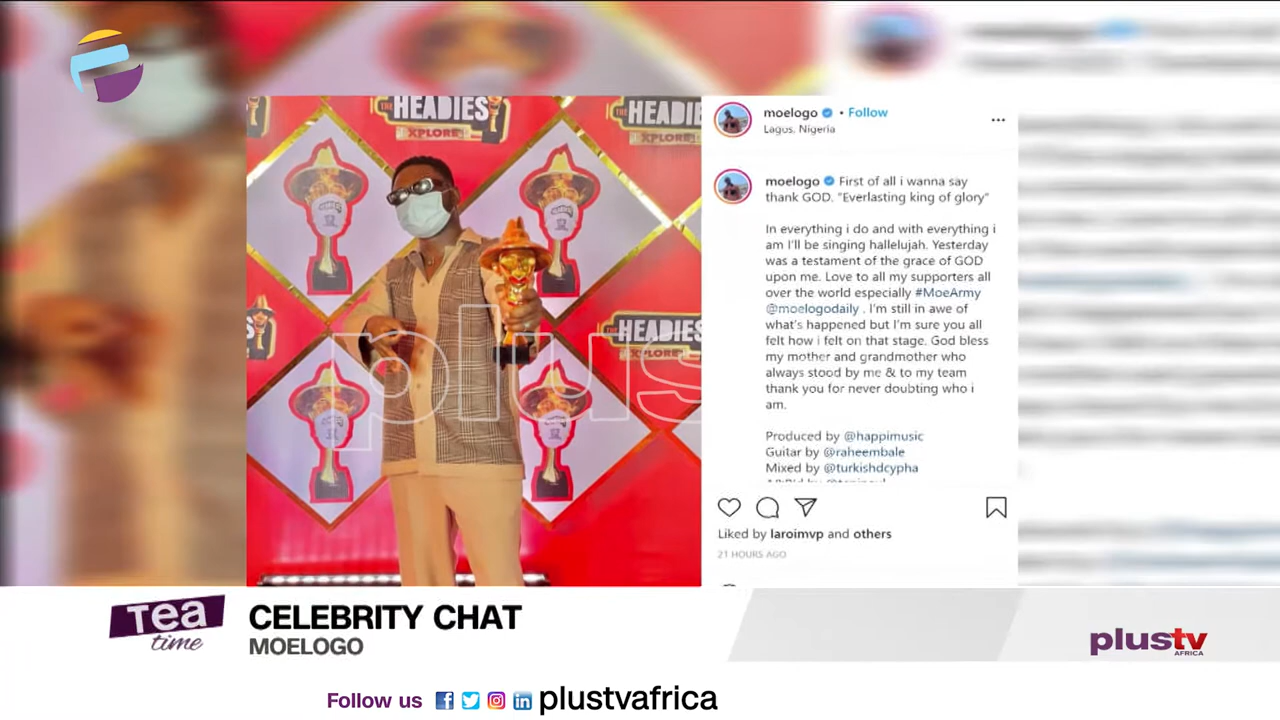 THE HEADIES
XPLORE
THE HEADIES
XPLORE
HEADIES
XPLORE
plus
moelogo • Follow
Lagos, Nigeria
moelogo First of all i wanna say
thank GOD. "Everlasting king of glory"
In everything i do and with everything i
am I'll be singing hallelujah. Yesterday
was a testament of the grace of GOD
upon me. Love to all my supporters all
over the world especially #MoeArmy
@moelogodaily . I'm still in awe of
what's happened but I'm sure you all
felt how i felt on that stage. God bless
my mother and grandmother who
always stood by me & to my team
thank you for never doubting who i
am.
Produced by @happimusic
Guitar by @raheembale
Mixed by @turkishdcypha
Liked by laroimvp and others
21 HOURS AGO
Tea
time
CELEBRITY CHAT
MOELOGO
plustv
AFRICA
Follow us plustvafrica